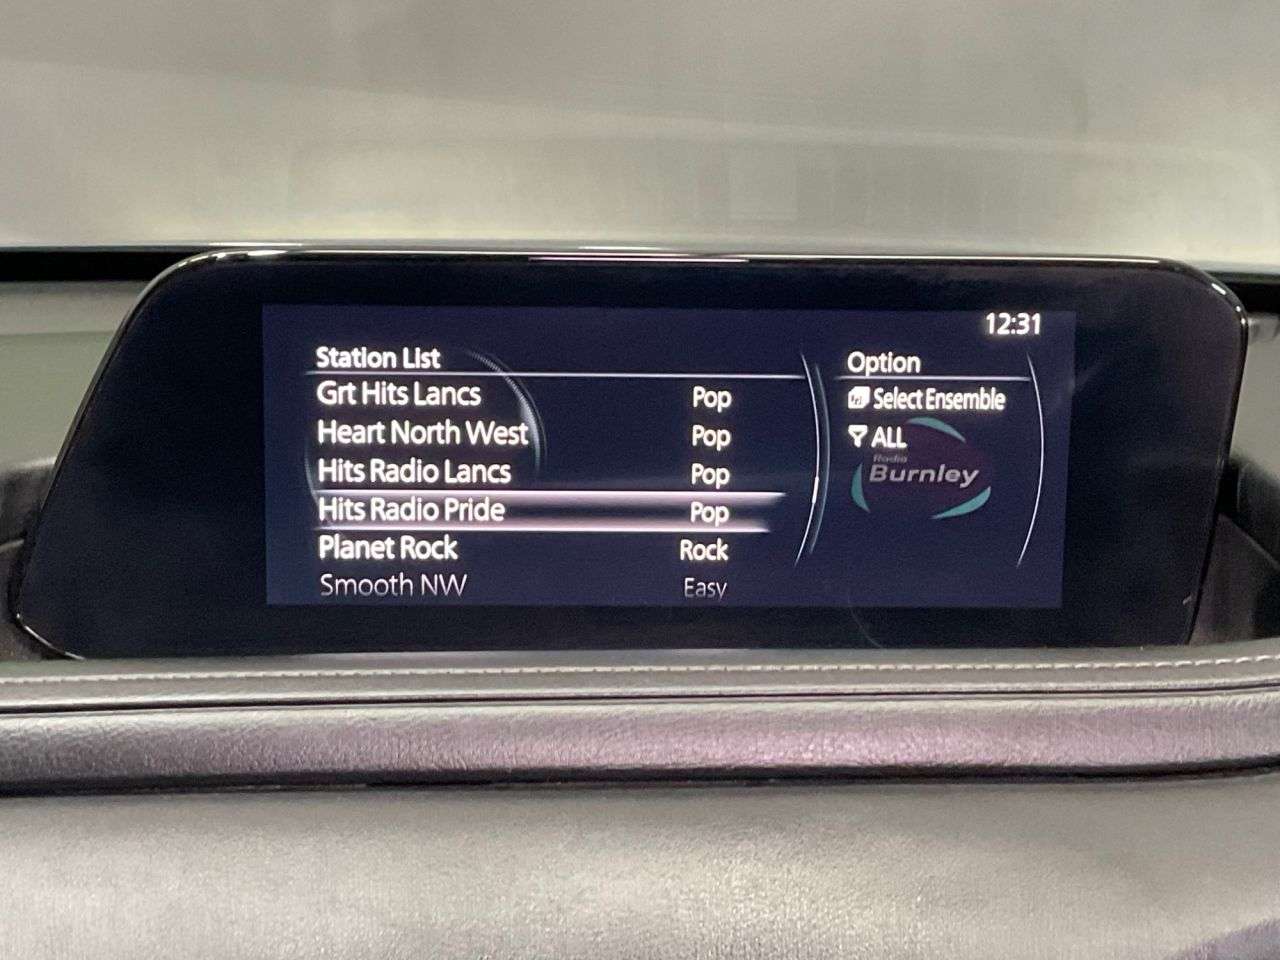 12:31
Station List
Grt Hits Lancs Pop
Heart North West Pop
Hits Radio Lancs Pop
Hits Radio Pride Pop
Planet Rock Rock
Smooth NW Easy
Option
Select Ensemble
ALL
Radio
Burnley